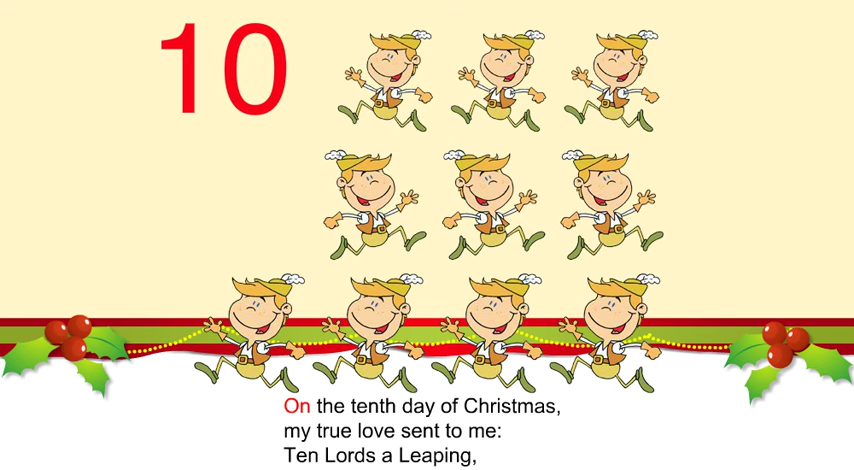 10
On the tenth day of Christmas,
my true love sent to me:
Ten Lords a Leaping,